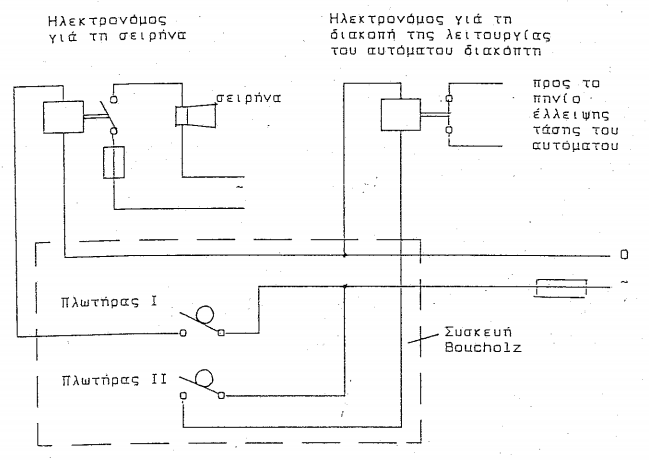 Ηλεκτρονόμος
γιά τη σειρήνα
Ηλεκτρονόμος γιά τη
διακοπή της λειτουργίας
του αυτόματου διακόπτη
σειρήνα
προς το
πηνίο
έλλειψης
τάσης του
αυτόματου
~
0
~
Πλωτήρας I
Συσκευή
Boucholz
Πλωτήρας II